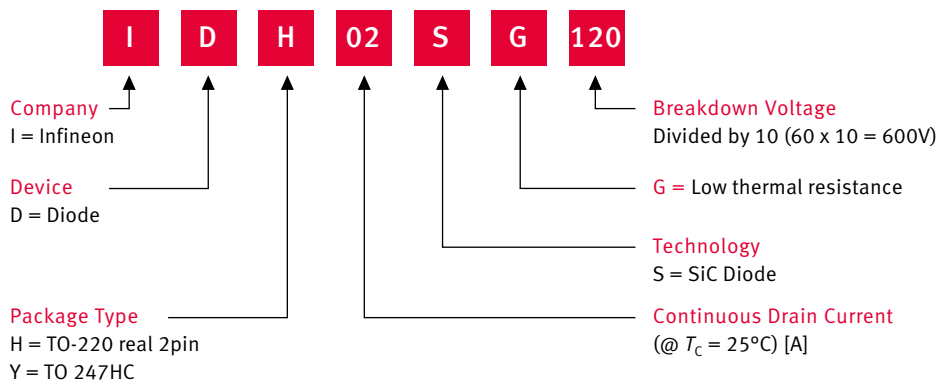 I D H 02 S G 120
Company
I = Infineon
Device
D = Diode
Package Type
H = TO-220 real 2pin
Y = TO 247HC
Breakdown Voltage
Divided by 10 (60 x 10 = 600V)
G = Low thermal resistance
Technology
S = SiC Diode
Continuous Drain Current
(@ TC = 25°C) [A]